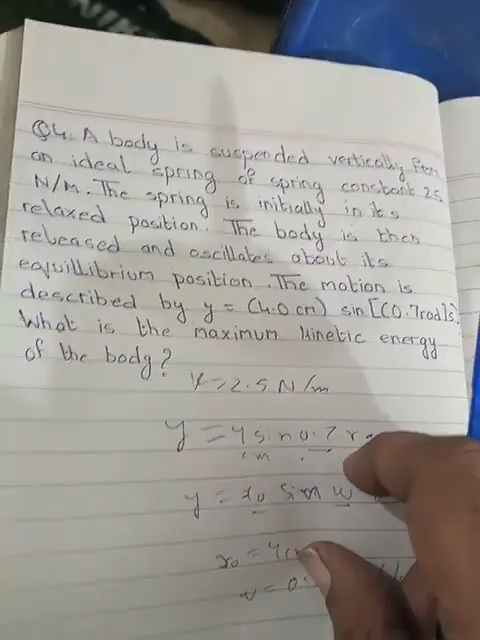 Q4. A body is suspended vertically from
an ideal spring of spring constant 2.5
N/m. The spring is initially in its
relaxed position. The body is then
released and oscillates about its
equillibrium position. The motion is
described by y = (4.0cm) sin [(0.7rad/s)
What is the maximum kinetic energy
of the body?
K = 2.5 N/m
y = 4 sin 0.7
cm
y = x₀ sin w
x₀ = 4c
w = 0.